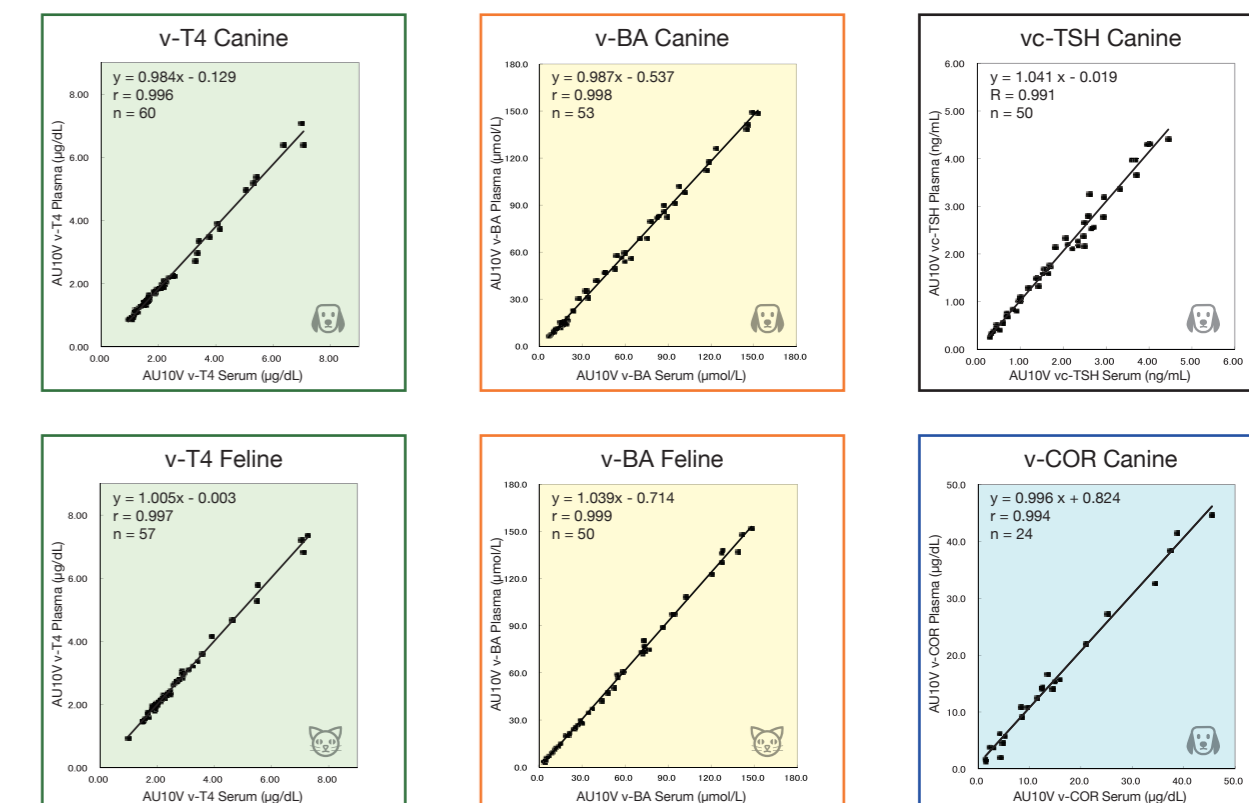 v-T4 Canine
y = 0.984x - 0.129
r = 0.996
n = 60
AU10V v-T4 Plasma (µg/dL)
8.00
6.00
4.00
2.00
0.00
0.00 2.00 4.00 6.00 8.00
AU10V v-T4 Serum (µg/dL)
v-BA Canine
y = 0.987x - 0.537
r = 0.998
n = 53
AU10V v-BA Plasma (µmol/L)
180.0
150.0
120.0
90.0
60.0
30.0
0.0
0.0 30.0 60.0 90.0 120.0 150.0 180.0
AU10V v-BA Serum (µmol/L)
vc-TSH Canine
y = 1.041 x - 0.019
R = 0.991
n = 50
AU10V vc-TSH Plasma (ng/mL)
6.00
5.00
4.00
3.00
2.00
1.00
0.00
0.00 1.00 2.00 3.00 4.00 5.00 6.00
AU10V vc-TSH Serum (ng/mL)
v-T4 Feline
y = 1.005x - 0.003
r = 0.997
n = 57
AU10V v-T4 Plasma (µg/dL)
8.00
6.00
4.00
2.00
0.00
0.00 2.00 4.00 6.00 8.00
AU10V v-T4 Serum (µg/dL)
v-BA Feline
y = 1.039x - 0.714
r = 0.999
n = 50
AU10V v-BA Plasma (µmol/L)
180.0
150.0
120.0
90.0
60.0
30.0
0.0
0.0 30.0 60.0 90.0 120.0 150.0 180.0
AU10V v-BA Serum (µmol/L)
v-COR Canine
y = 0.996 x + 0.824
r = 0.994
n = 24
AU10V v-COR Plasma (µg/dL)
50.0
40.0
30.0
20.0
10.0
0.0
0.0 10.0 20.0 30.0 40.0 50.0
AU10V v-COR Serum (µg/dL)